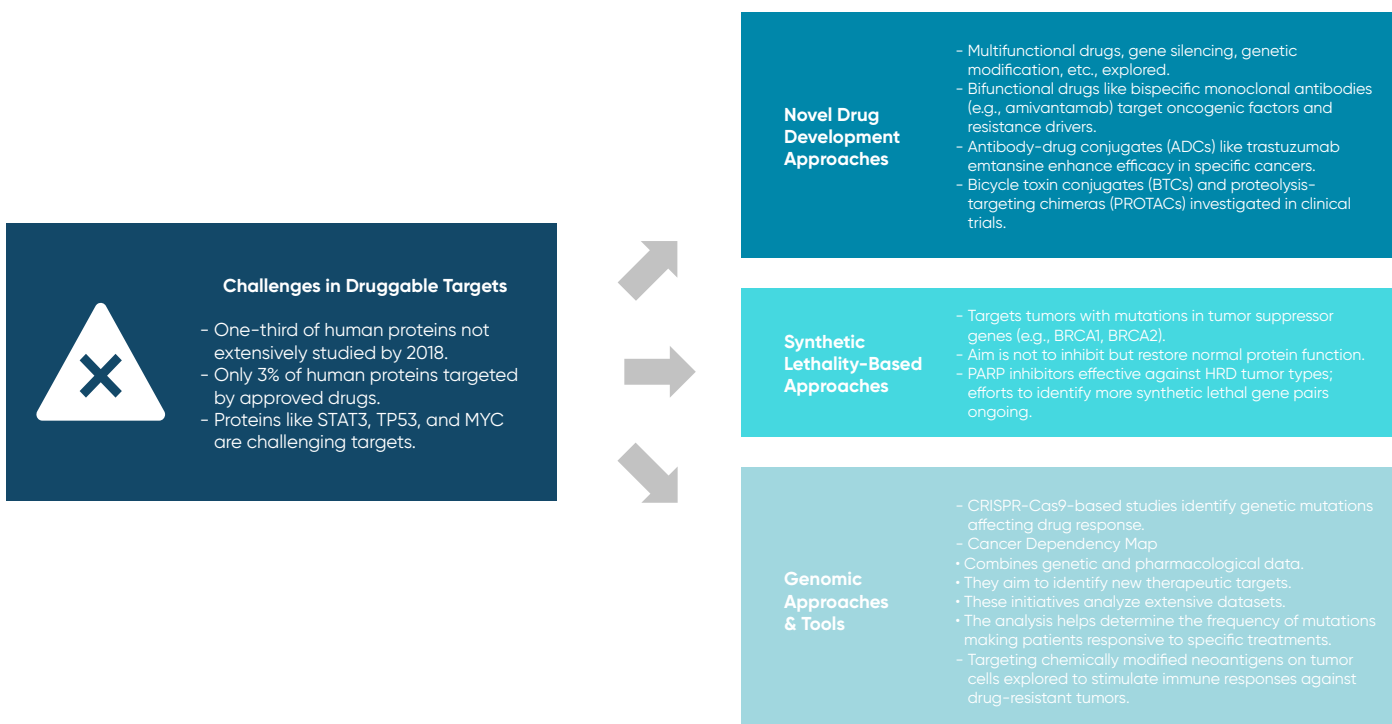 Challenges in Druggable Targets
- One-third of human proteins not
extensively studied by 2018.
- Only 3% of human proteins targeted
by approved drugs.
- Proteins like STAT3, TP53, and MYC
are challenging targets.
Novel Drug
Development
Approaches
- Multifunctional drugs, gene silencing, genetic
modification, etc., explored.
- Bifunctional drugs like bispecific monoclonal antibodies
(e.g., amivantamab) target oncogenic factors and
resistance drivers.
- Antibody-drug conjugates (ADCs) like trastuzumab
emtansine enhance efficacy in specific cancers.
- Bicycle toxin conjugates (BTCs) and proteolysis-
targeting chimeras (PROTACs) investigated in clinical
trials.
Synthetic
Lethality-Based
Approaches
- Targets tumors with mutations in tumor suppressor
genes (e.g., BRCA1, BRCA2).
- Aim is not to inhibit but restore normal protein function.
- PARP inhibitors effective against HRD tumor types;
efforts to identify more synthetic lethal gene pairs
ongoing.
Genomic
Approaches
& Tools
- CRISPR-Cas9-based studies identify genetic mutations
affecting drug response.
- Cancer Dependency Map
• Combines genetic and pharmacological data.
• They aim to identify new therapeutic targets.
• These initiatives analyze extensive datasets.
• The analysis helps determine the frequency of mutations
making patients responsive to specific treatments.
- Targeting chemically modified neoantigens on tumor
cells explored to stimulate immune responses against
drug-resistant tumors.